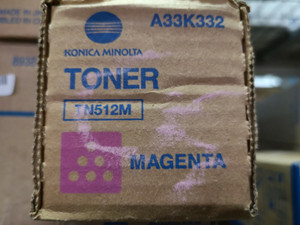 A33K332
KONICA MINOLTA
TONER
TN512M
MAGENTA